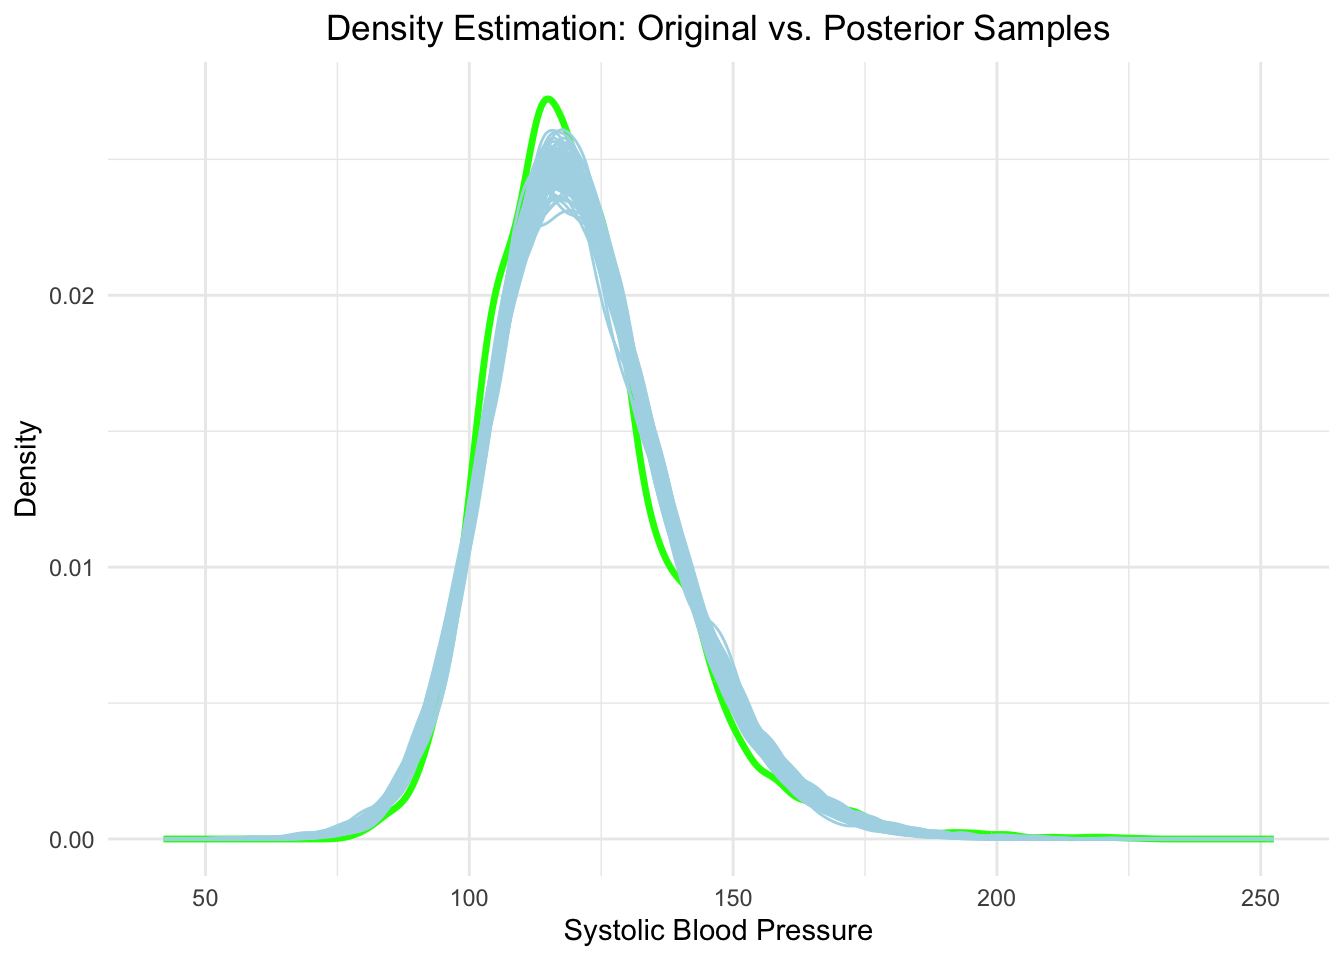 Density Estimation: Original vs. Posterior Samples
0.02
0.01
0.00
Density
50 100 150 200 250
Systolic Blood Pressure